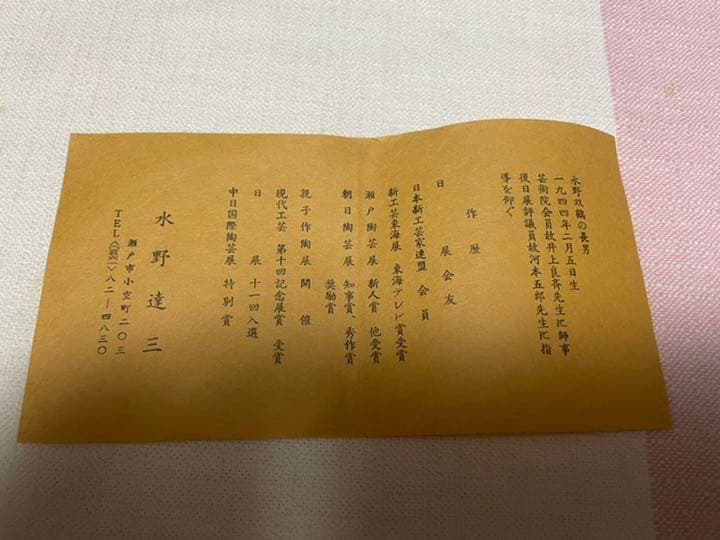 水野双鶴の長男
一九四四年二月五日生
芸術院会員故井上良斉先生に師事
後日展評議員故河本五郎先生に指
導を仰ぐ
作歴
日展会友
日本新工芸家連盟 会員
新工芸東海展 東海テレビ賞受賞
瀬戸陶芸展 新人賞 他受賞
朝日陶芸展 知事賞、秀作賞
奨励賞
親子作陶展 開催
現代工芸 第十回記念展賞 受賞
日展 十一回入選
中日国際陶芸展 特別賞
水野達三
瀬戸市小空町二〇三
TEL〈〉八二―四八三〇